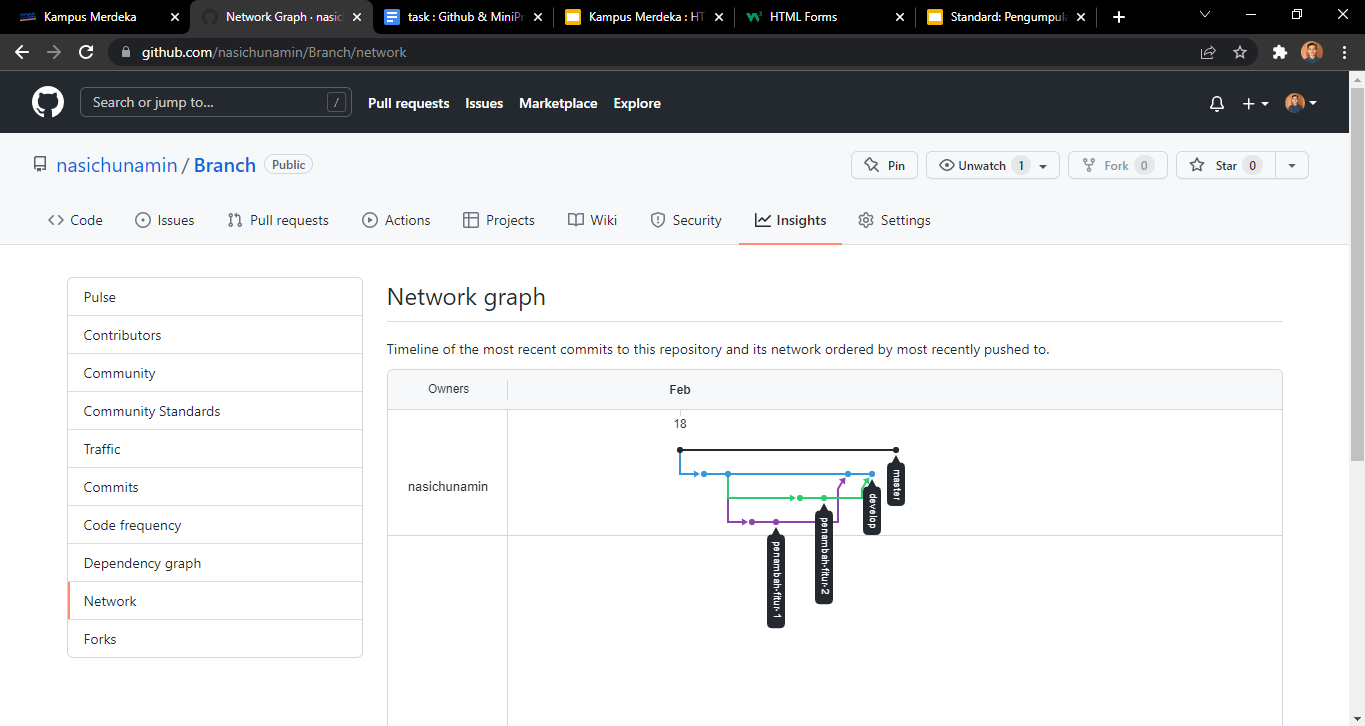 Kampus Merdeka
Network Graph · nasic
task : Github & MiniPr
Kampus Merdeka : HT
HTML Forms
Standard: Pengumpula
github.com/nasichunamin/Branch/network
Search or jump to...
/
Pull requests
Issues
Marketplace
Explore
nasichunamin / Branch
Public
Pin
Unwatch 1
Fork 0
Star 0
Code
Issues
Pull requests
Actions
Projects
Wiki
Security
Insights
Settings
Pulse
Contributors
Community
Community Standards
Traffic
Commits
Code frequency
Dependency graph
Network
Forks
Network graph
Timeline of the most recent commits to this repository and its network ordered by most recently pushed to.
Owners
Feb
18
nasichunamin
master
develop
penambah-fitur-2
penambah-fitur-1